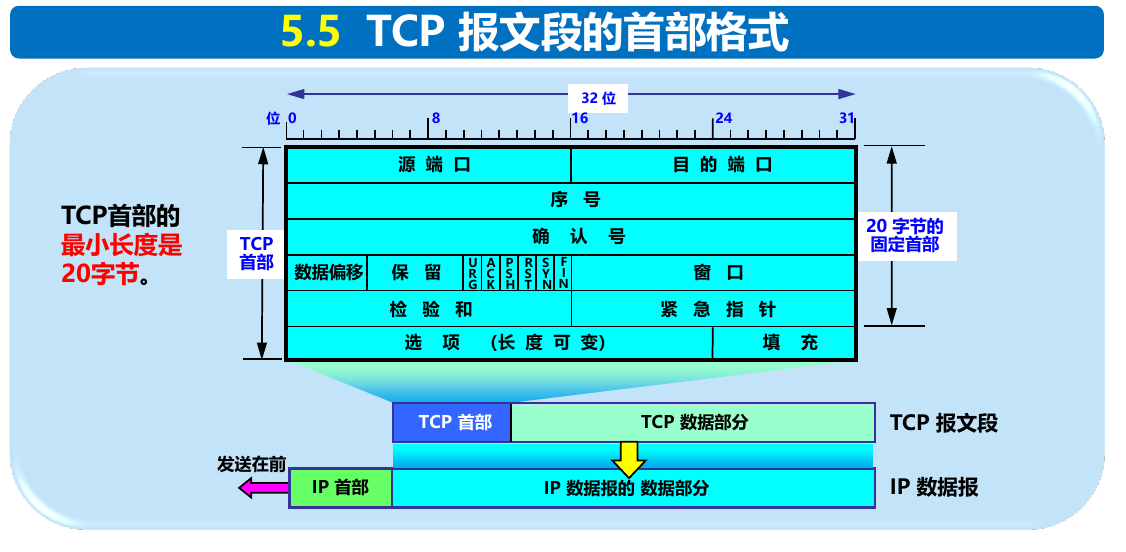 5.5 TCP 报文段的首部格式
32 位
位 0 8 16 24 31
源 端 口 目 的 端 口
序 号
确 认 号
数据偏移 保 留 URG ACK PSH RST SYN FIN 窗 口
检 验 和 紧 急 指 针
选 项 (长 度 可 变) 填 充
TCP
首部
20 字节的
固定首部
TCP首部的
最小长度是
20字节。
TCP 首部 TCP 数据部分 TCP 报文段
发送在前
IP 首部 IP 数据报的 数据部分 IP 数据报